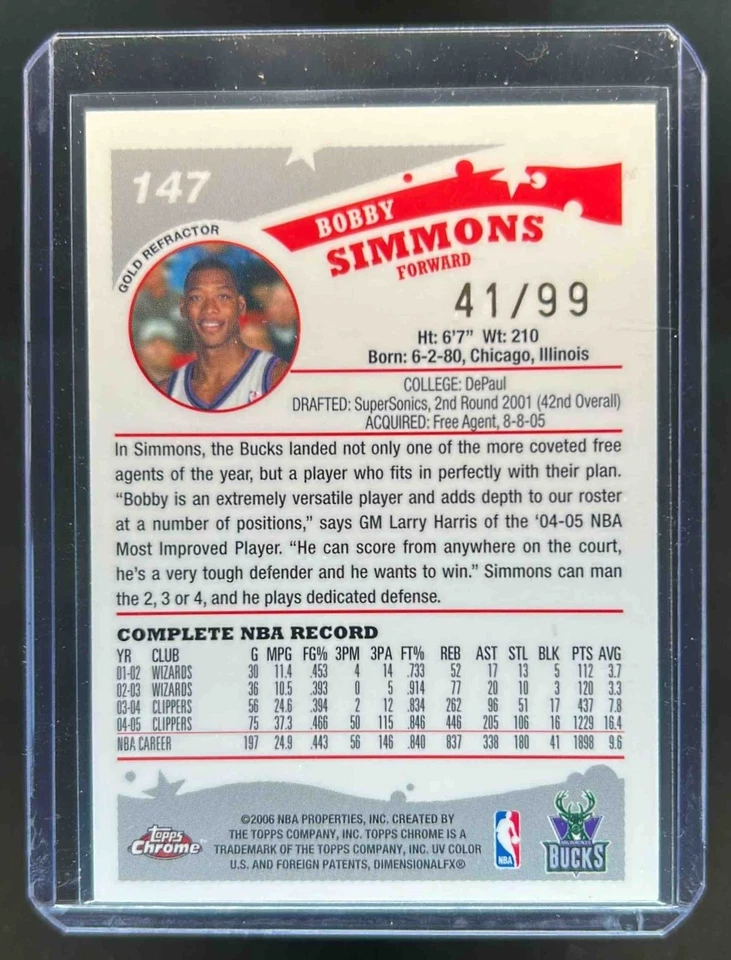 147
BOBBY
SIMMONS
FORWARD
GOLD REFRACTOR
41/99
Ht: 6'7" Wt: 210
Born: 6-2-80, Chicago, Illinois
COLLEGE: DePaul
DRAFTED: SuperSonics, 2nd Round 2001 (42nd Overall)
ACQUIRED: Free Agent, 8-8-05
In Simmons, the Bucks landed not only one of the more coveted free
agents of the year, but a player who fits in perfectly with their plan.
“Bobby is an extremely versatile player and adds depth to our roster
at a number of positions,” says GM Larry Harris of the ‘04-05 NBA
Most Improved Player. “He can score from anywhere on the court,
he’s a very tough defender and he wants to win.” Simmons can man
the 2, 3 or 4, and he plays dedicated defense.
COMPLETE NBA RECORD
YR CLUB G MPG FG% 3PM 3PA FT% REB AST STL BLK PTS AVG
01-02 WIZARDS 30 11.4 .453 4 14 .733 52 17 13 5 112 3.7
02-03 WIZARDS 36 10.5 .393 0 5 .914 77 20 10 3 120 3.3
03-04 CLIPPERS 56 24.6 .394 2 12 .834 262 96 51 17 437 7.8
04-05 CLIPPERS 75 37.3 .466 50 115 .846 446 205 106 16 1229 16.4
NBA CAREER 197 24.9 .443 56 146 .840 837 338 180 41 1898 9.6
©2006 NBA PROPERTIES, INC. CREATED BY
THE TOPPS COMPANY, INC. TOPPS CHROME IS A
TRADEMARK OF THE TOPPS COMPANY, INC. UV COLOR
U.S. AND FOREIGN PATENTS, DIMENSIONALFX®
Topps
Chrome
NBA
MILWAUKEE
BUCKS